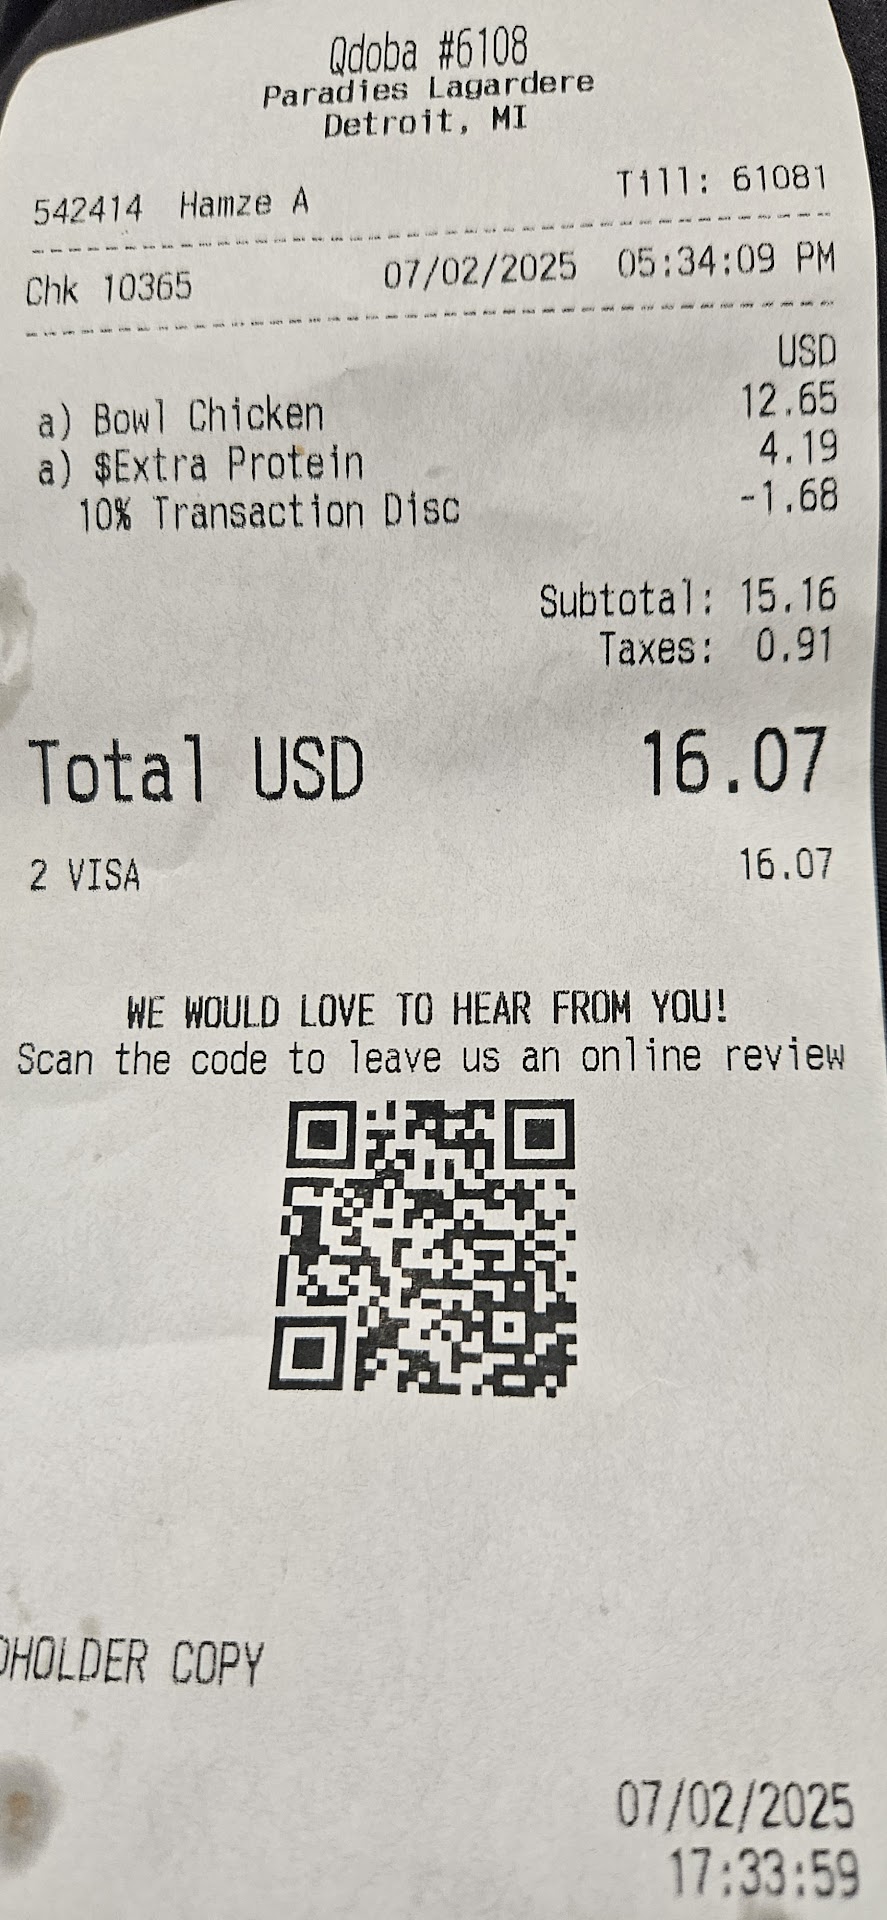 Qdoba #6108
Paradies Lagardere
Detroit, MI
542414 Hamze A Till: 61081
Chk 10365 07/02/2025 05:34:09 PM
USD
a) Bowl Chicken 12.65
a) $Extra Protein 4.19
10% Transaction Disc -1.68
Subtotal: 15.16
Taxes: 0.91
Total USD 16.07
2 VISA 16.07
WE WOULD LOVE TO HEAR FROM YOU!
Scan the code to leave us an online review
DHOLDER COPY
07/02/2025
17:33:59